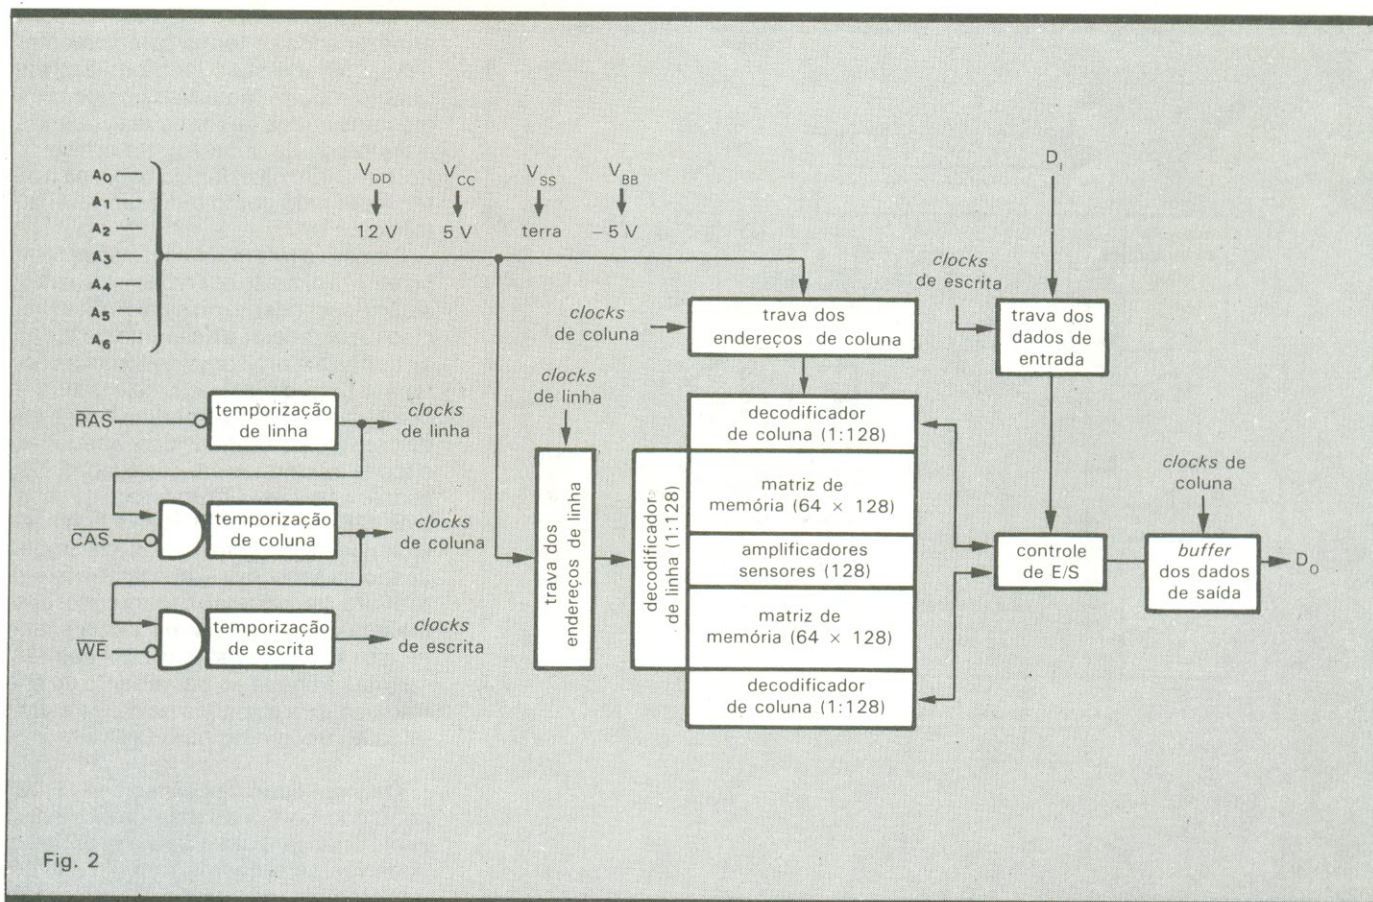 A0
A1
A2
A3
A4
A5
A6
VDD
VCC
VSS
VBB
12 V
5 V
terra
– 5 V
DI
clocks
de escrita
trava dos
dados de
entrada
clocks
de coluna
trava dos
endereços de coluna
clocks
de linha
RAS
temporização
de linha
clocks
de linha
CAS
temporização
de coluna
clocks
de coluna
WE
temporização
de escrita
clocks
de escrita
trava dos
endereços de linha
decodificador
de linha (1:128)
decodificador
de coluna (1:128)
matriz de
memória (64 × 128)
amplificadores
sensores (128)
matriz de
memória (64 × 128)
decodificador
de coluna (1:128)
controle
de E/S
clocks de
coluna
buffer
dos dados
de saída
DO
Fig. 2